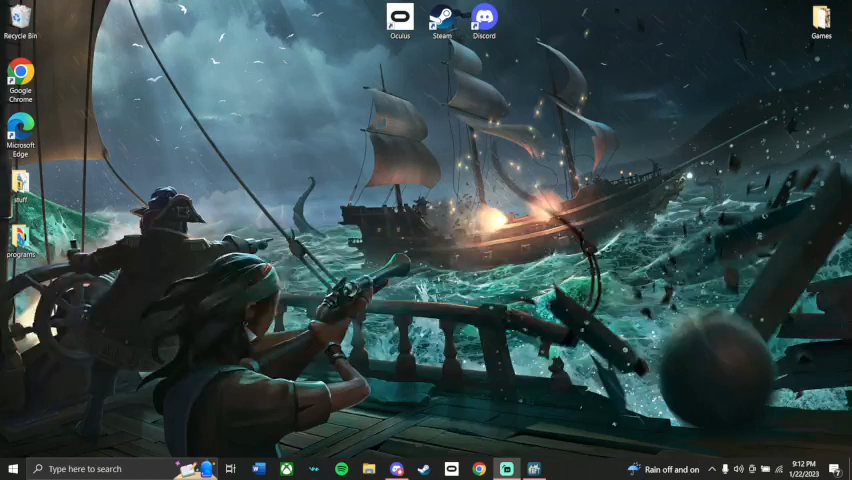 Recycle Bin
Oculus
Steam
Discord
Games
Google
Chrome
Microsoft
Edge
stuff
programs
Type here to search
Rain off and on
9:12 PM
1/22/2023
7